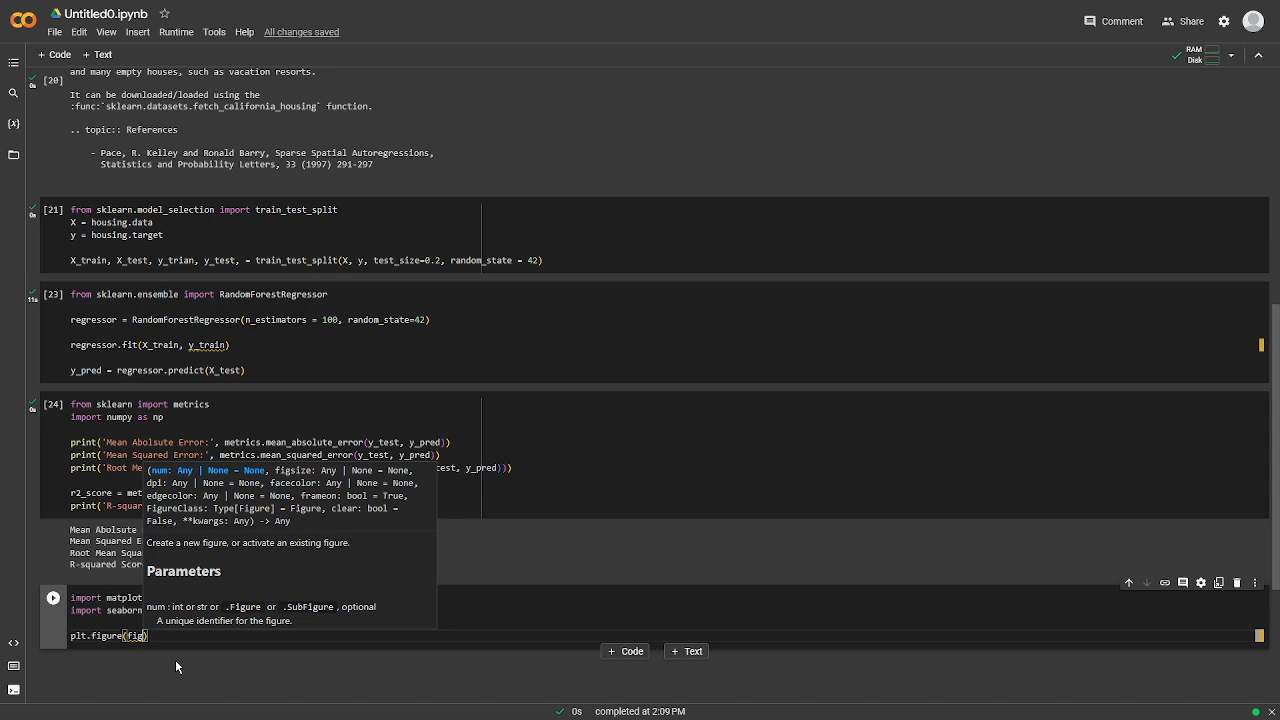 Untitled0.ipynb
File Edit View Insert Runtime Tools Help All changes saved
Comment Share
+ Code + Text
RAM
Disk
and many empty houses, such as vacation resorts.
0s [20]
It can be downloaded/loaded using the
:func:`sklearn.datasets.fetch_california_housing` function.
.. topic:: References
- Pace, R. Kelley and Ronald Barry, Sparse Spatial Autoregressions,
Statistics and Probability Letters, 33 (1997) 291-297
0s [21] from sklearn.model_selection import train_test_split
X = housing.data
y = housing.target
X_train, X_test, y_trian, y_test, = train_test_split(X, y, test_size=0.2, random_state = 42)
11s [23] from sklearn.ensemble import RandomForestRegressor
regressor = RandomForestRegressor(n_estimators = 100, random_state=42)
regressor.fit(X_train, y_train)
y_pred = regressor.predict(X_test)
0s [24] from sklearn import metrics
import numpy as np
print('Mean Abolsute Error:', metrics.mean_absolute_error(y_test, y_pred))
print('Mean Squared Error:', metrics.mean_squared_error(y_test, y_pred))
print('Root Me test, y_pred)))
r2_score = met
print('R-squar
(num: Any | None = None, figsize: Any | None = None,
dpi: Any | None = None, facecolor: Any | None = None,
edgecolor: Any | None = None, frameon: bool = True,
FigureClass: Type[Figure] = Figure, clear: bool =
False, **kwargs: Any) -> Any
Create a new figure, or activate an existing figure.
Parameters
num : int or str or .Figure or .SubFigure, optional
A unique identifier for the figure.
Mean Abolsute
Mean Squared E
Root Mean Squa
R-squared Scor
import matplot
import seaborn
plt.figure(fig)
+ Code + Text
0s completed at 2:09 PM